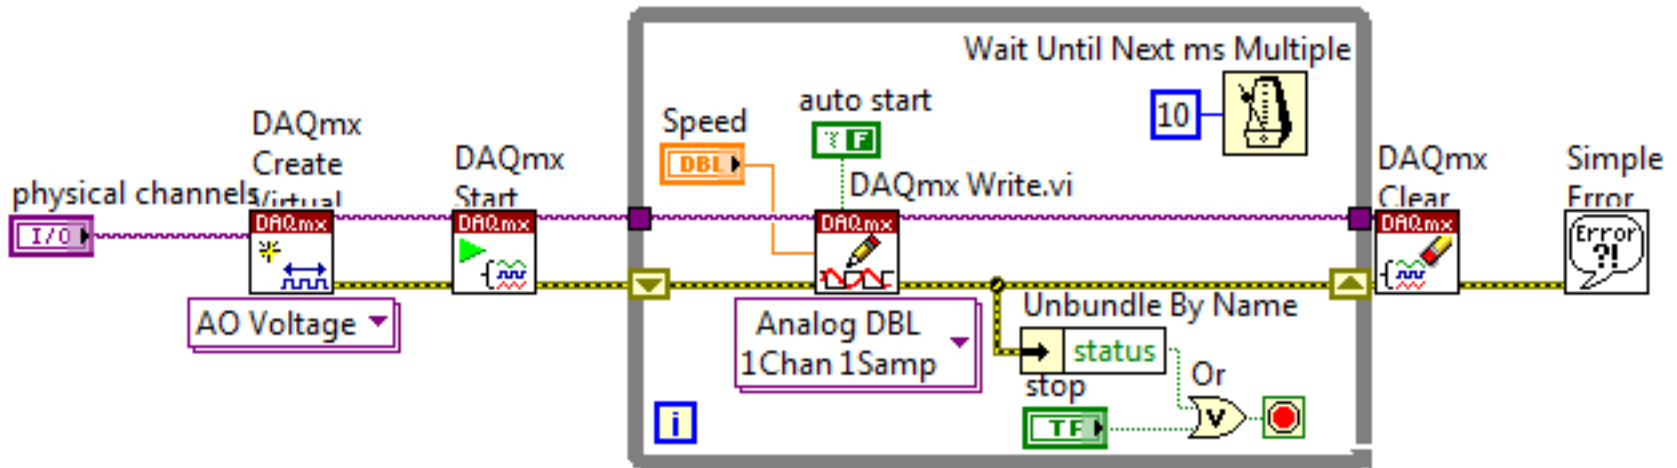 Wait Until Next ms Multiple
10
auto start
F
Speed
DBL
DAQmx
Create
Virtual
DAQmx
Start
DAQmx Write.vi
DAQmx
Clear
Simple
Error
physical channels
I/O
DAQmx
DAQmx
DAQmx
DAQmx
Error
?!
AO Voltage
Analog DBL
1Chan 1Samp
Unbundle By Name
status
stop
Or
TF
V
i